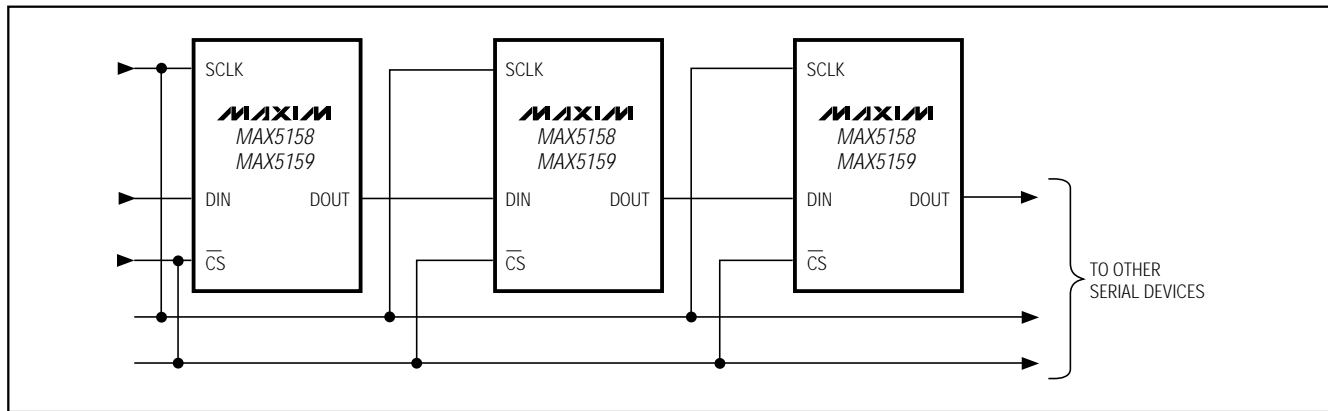 SCLK
MAXIM
MAX5158
MAX5159
DIN DOUT
CS
SCLK
MAXIM
MAX5158
MAX5159
DIN DOUT
CS
SCLK
MAXIM
MAX5158
MAX5159
DIN DOUT
CS
TO OTHER
SERIAL DEVICES